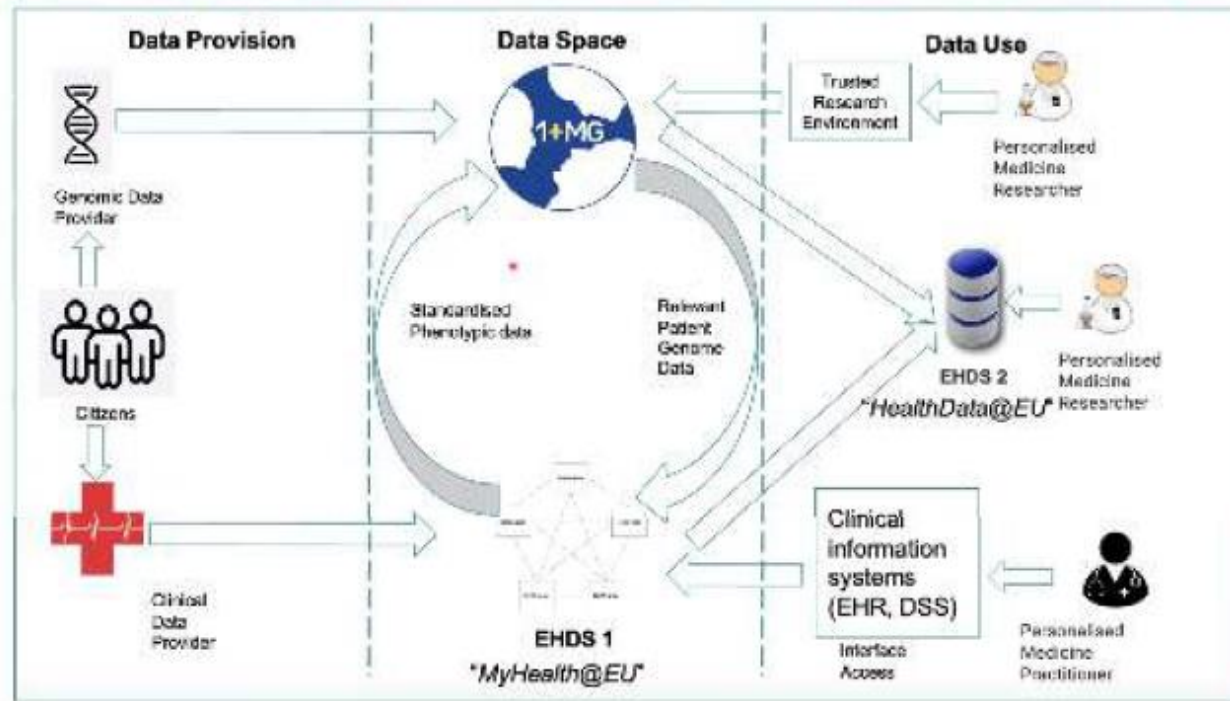 Data Provision
Data Space
Data Use
1+MG
Trusted
Research
Environment
Personalised
Medicine
Researcher
Genomic Data
Provider
Standardised
Phenotypic data
Relevant
Patient
Genome
Data
Citizens
EHDS 2
"HealthData@EU"
Personalised
Medicine
Researcher
Clinical
Data
Provider
EHDS 1
"MyHealth@EU"
Clinical
information
systems
(EHR, DSS)
Interface
Access
Personalised
Medicine
Practitioner